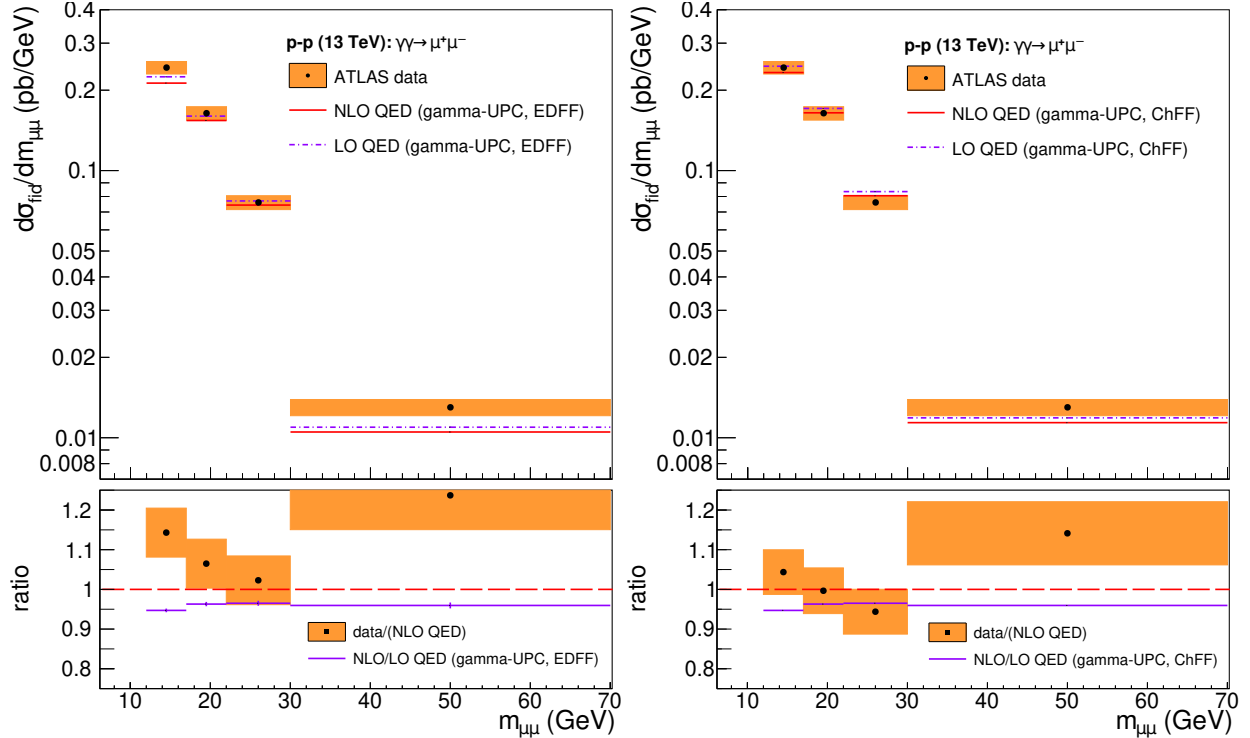 p-p (13 TeV): γγ→ μ⁺μ⁻
ATLAS data
NLO QED (gamma-UPC, EDFF)
LO QED (gamma-UPC, EDFF)
dσfid/dmμμ (pb/GeV)
0.4
0.3
0.2
0.1
0.05
0.04
0.03
0.02
0.01
0.008
ratio
1.2
1.1
1
0.9
0.8
data/(NLO QED)
NLO/LO QED (gamma-UPC, EDFF)
10 20 30 40 50 60 70
mμμ (GeV)
p-p (13 TeV): γγ→ μ⁺μ⁻
ATLAS data
NLO QED (gamma-UPC, ChFF)
LO QED (gamma-UPC, ChFF)
dσfid/dmμμ (pb/GeV)
0.4
0.3
0.2
0.1
0.05
0.04
0.03
0.02
0.01
0.008
ratio
1.2
1.1
1
0.9
0.8
data/(NLO QED)
NLO/LO QED (gamma-UPC, ChFF)
10 20 30 40 50 60 70
mμμ (GeV)